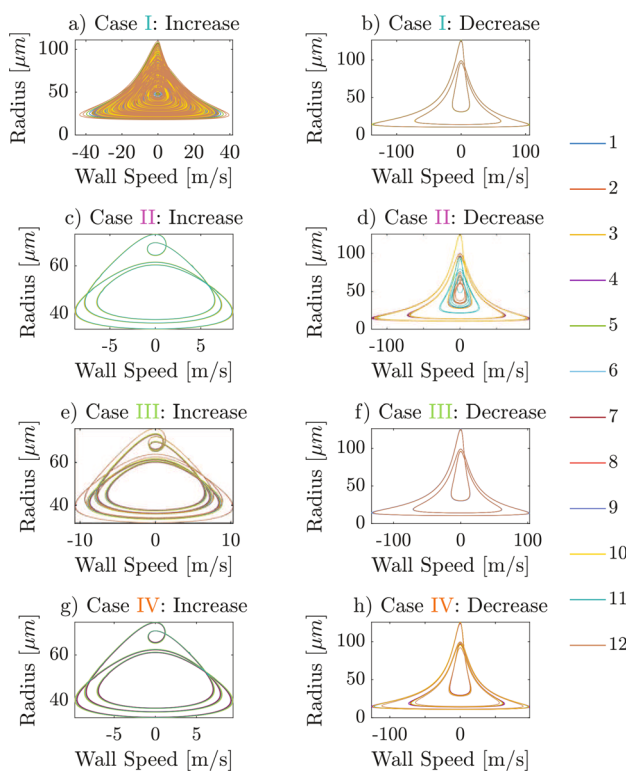 a) Case I: Increase
Radius [μm]
100
50
0
-40 -20 0 20 40
Wall Speed [m/s]
b) Case I: Decrease
Radius [μm]
100
50
0
-100 0 100
Wall Speed [m/s]
c) Case II: Increase
Radius [μm]
60
40
-5 0 5
Wall Speed [m/s]
d) Case II: Decrease
Radius [μm]
100
50
0
-100 0
Wall Speed [m/s]
e) Case III: Increase
Radius [μm]
60
40
-10 0 10
Wall Speed [m/s]
f) Case III: Decrease
Radius [μm]
100
50
0
-100 0 100
Wall Speed [m/s]
g) Case IV: Increase
Radius [μm]
60
40
-5 0 5
Wall Speed [m/s]
h) Case IV: Decrease
Radius [μm]
100
50
0
-100 0
Wall Speed [m/s]
1
2
3
4
5
6
7
8
9
10
11
12